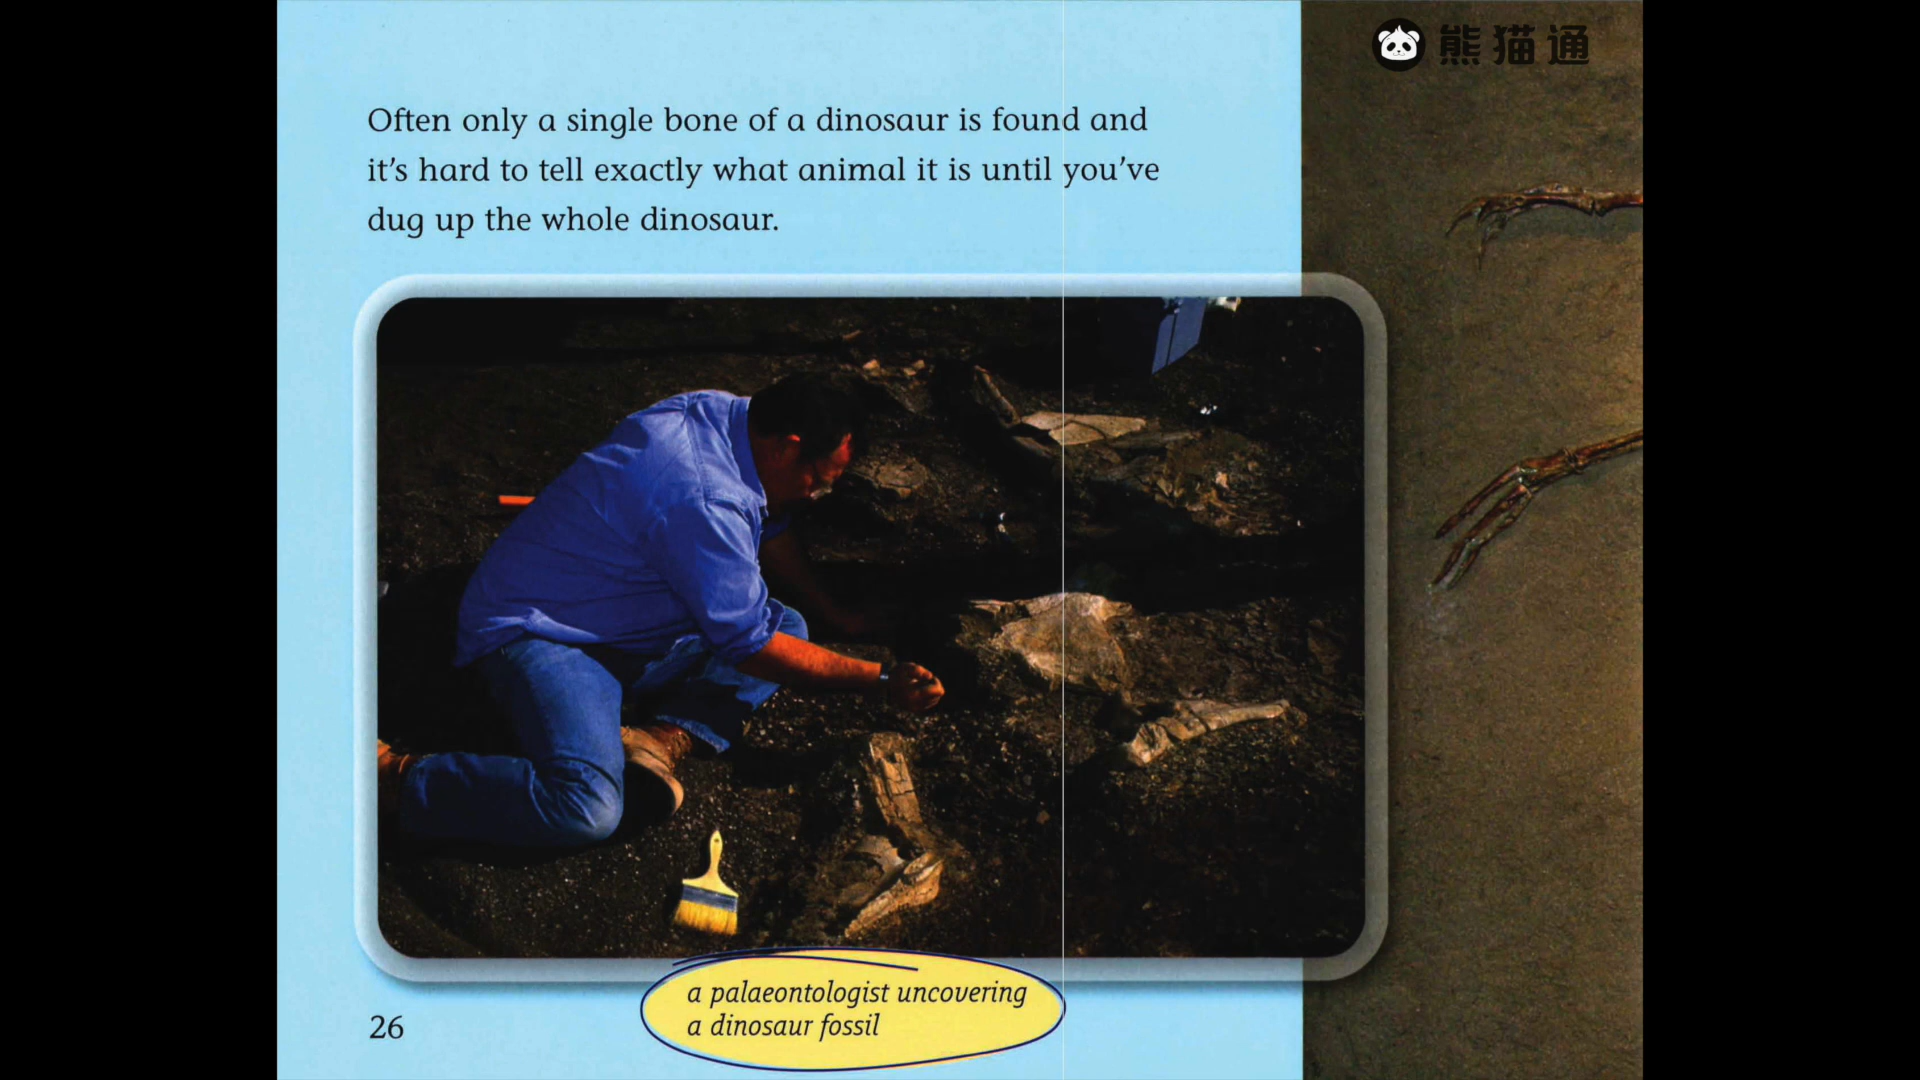 熊猫通
Often only a single bone of a dinosaur is found and
it's hard to tell exactly what animal it is until you've
dug up the whole dinosaur.
a palaeontologist uncovering
a dinosaur fossil
26